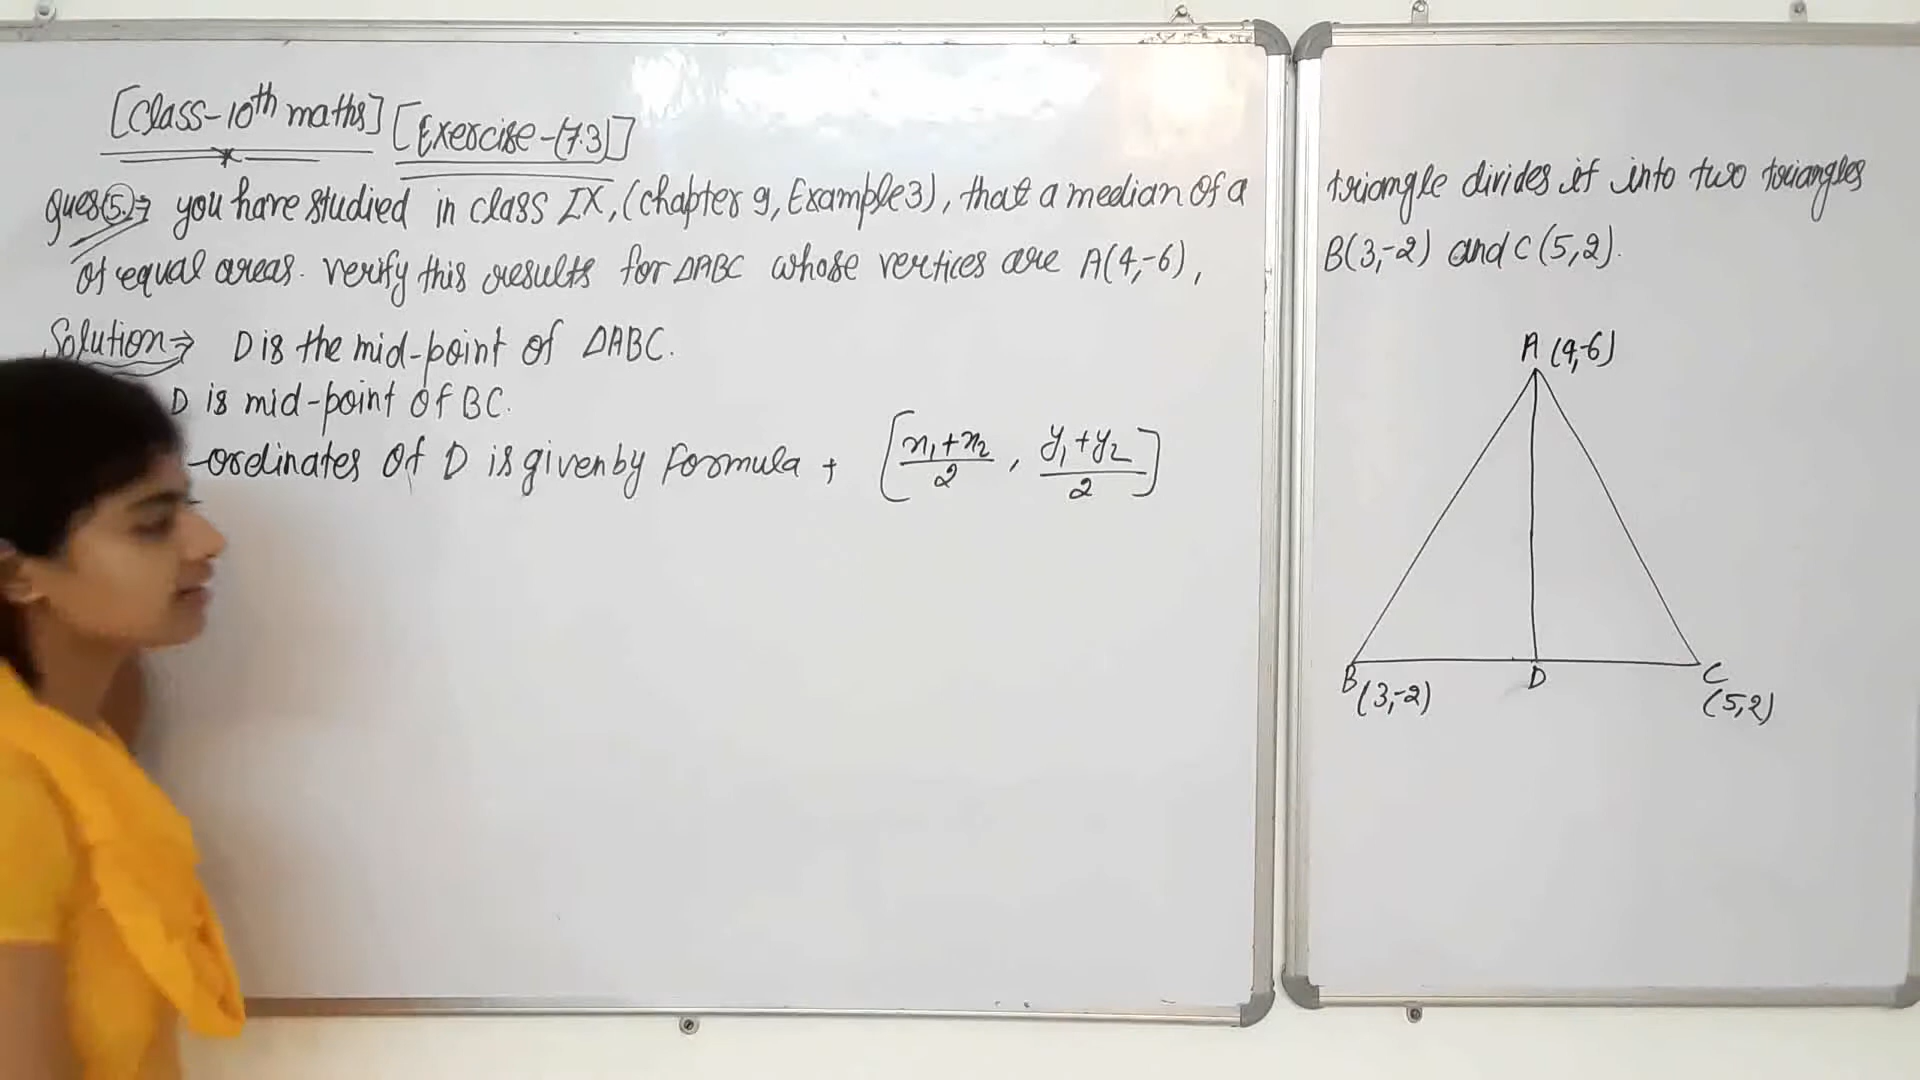 [Class-10th maths] [Exercise-(7.3)]
Ques(5.)⇒ you have studied in class IX, (chapter 9, Example 3), that a median of a triangle divides it into two triangles
of equal areas. verify this results for ΔABC whose vertices are A(4,-6), B(3,-2) and C(5,2).
Solution⇒ D is the mid-point of ΔABC.
D is mid-point of BC.
-ordinates of D is given by formula + [x₁+x₂/2, y₁+y₂/2]
A (4,-6)
B (3,-2)
D
C (5,2)